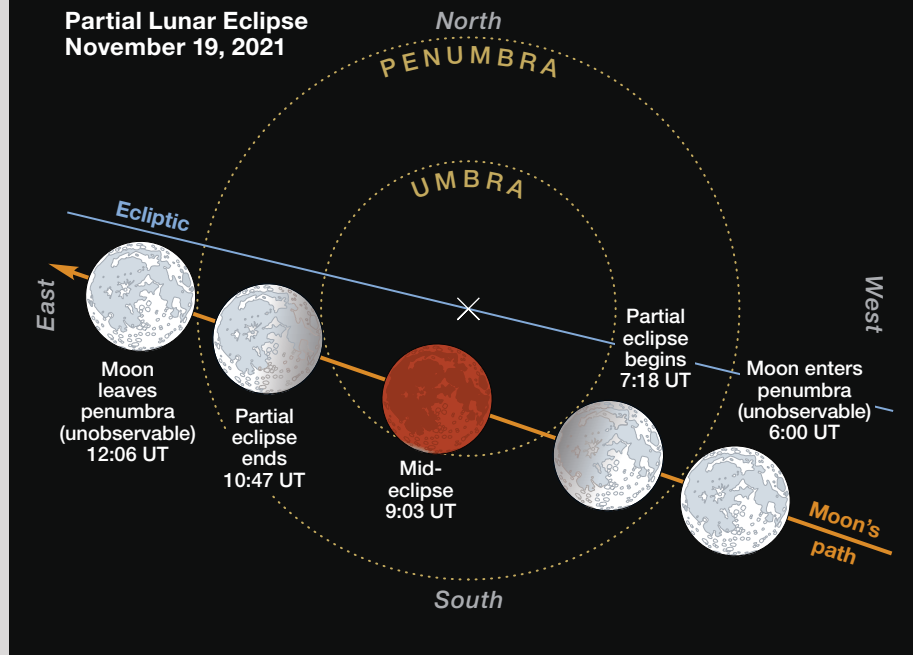 Partial Lunar Eclipse
November 19, 2021
North
PENUMBRA
UMBRA
Ecliptic
East
West
Moon
leaves
penumbra
(unobservable)
12:06 UT
Partial
eclipse
ends
10:47 UT
Mid-
eclipse
9:03 UT
Partial
eclipse
begins
7:18 UT
Moon enters
penumbra
(unobservable)
6:00 UT
Moon's
path
South